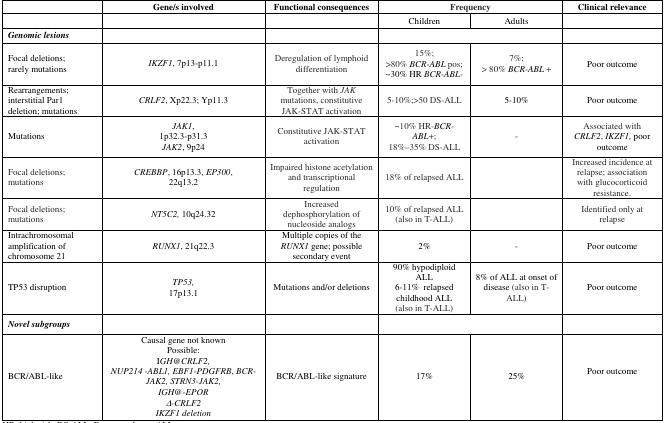 Gene/s involved Functional consequences Frequency Clinical relevance
Children Adults
Genomic lesions
Focal deletions;
rarely mutations
IKZF1, 7p13-p11.1
Deregulation of lymphoid
differentiation
15%;
>80% BCR-ABL pos;
~30% HR BCR-ABL-
7%;
> 80% BCR-ABL +
Poor outcome
Rearrangements;
interstitial Par1
deletion; mutations
CRLF2, Xp22.3; Yp11.3
Together with JAK
mutations, constitutive
JAK-STAT activation
5-10%;>50 DS-ALL
5-10%
Poor outcome
Mutations
JAK1,
1p32.3-p31.3
JAK2, 9p24
Constitutive JAK-STAT
activation
~10% HR-BCR-
ABL+;
18%–35% DS-ALL
-
Associated with
CRLF2, IKZF1, poor
outcome
Focal deletions;
mutations
CREBBP, 16p13.3, EP300,
22q13.2
Impaired histone acetylation
and transcriptional
regulation
18% of relapsed ALL
Increased incidence at
relapse; association
with glucocorticoid
resistance.
Focal deletions;
mutations
NT5C2, 10q24.32
Increased
dephosphorylation of
nucleoside analogs
10% of relapsed ALL
(also in T-ALL)
Identified only at
relapse
Intrachromosomal
amplification of
chromosome 21
RUNX1, 21q22.3
Multiple copies of the
RUNX1 gene; possible
secondary event
2%
-
Poor outcome
TP53 disruption
TP53,
17p13.1
Mutations and/or deletions
90% hypodiploid
ALL
6-11% relapsed
childhood ALL
(also in T-ALL)
8% of ALL at onset of
disease (also in T-
ALL)
Poor outcome
Novel subgroups
BCR/ABL-like
Causal gene not known
Possible:
IGH@CRLF2,
NUP214 -ABL1, EBF1-PDGFRB, BCR-
JAK2, STRN3-JAK2,
IGH@-EPOR
Δ-CRLF2
IKZF1 deletion
BCR/ABL-like signature
17%
25%
Poor outcome